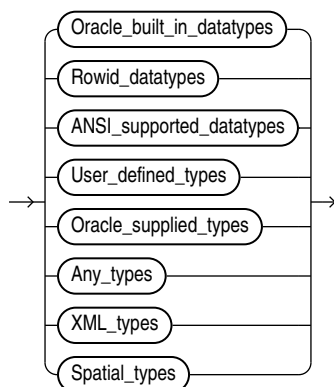 Oracle_built_in_datatypes
Rowid_datatypes
ANSI_supported_datatypes
User_defined_types
Oracle_supplied_types
Any_types
XML_types
Spatial_types